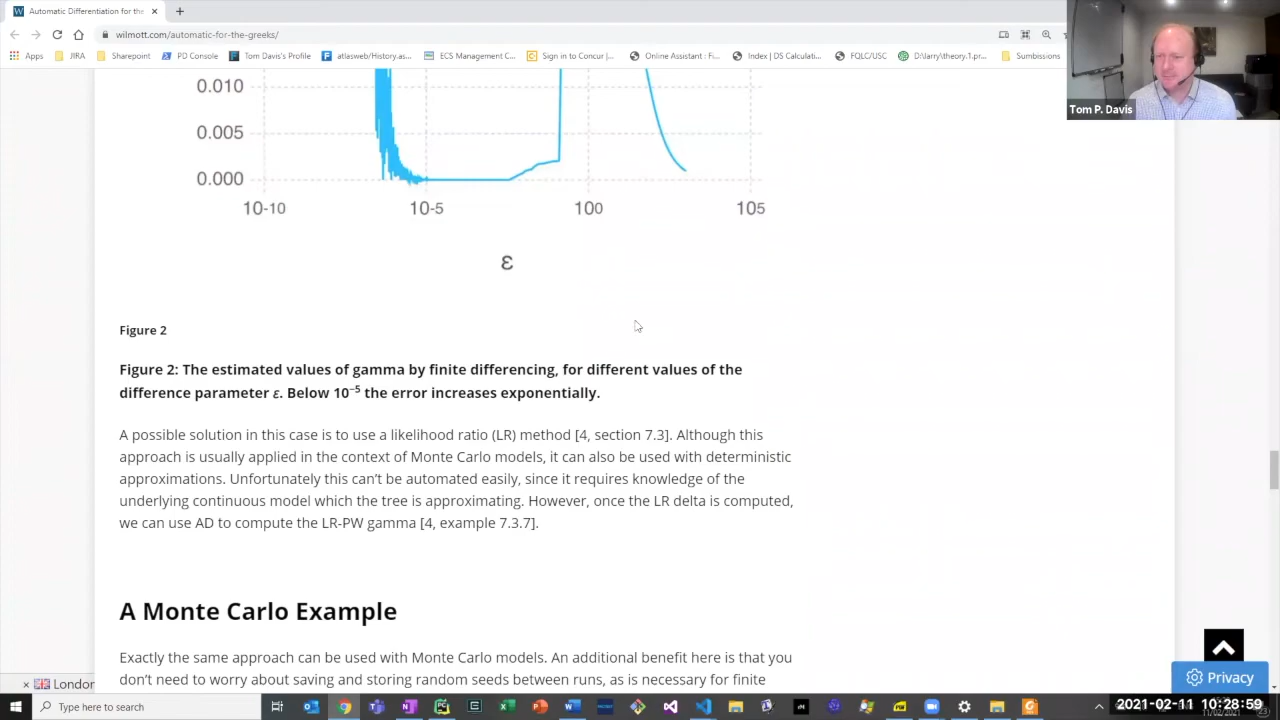 Automatic Differentiation for the
wilmott.com/automatic-for-the-greeks/
Apps
JIRA
Sharepoint
PD Console
Tom Davis's Profile
atlasweb/History.as...
ECS Management C...
Sign in to Concur |...
Online Assistant : Fi...
Index | DS Calculati...
FQLC/USC
D:\larry\theory.1.pr...
Sumbissions
Tom P. Davis
0.010
0.005
0.000
10-10
10-5
100
105
ε
Figure 2
Figure 2: The estimated values of gamma by finite differencing, for different values of the
difference parameter ε. Below 10⁻⁵ the error increases exponentially.
A possible solution in this case is to use a likelihood ratio (LR) method [4, section 7.3]. Although this
approach is usually applied in the context of Monte Carlo models, it can also be used with deterministic
approximations. Unfortunately this can't be automated easily, since it requires knowledge of the
underlying continuous model which the tree is approximating. However, once the LR delta is computed,
we can use AD to compute the LR-PW gamma [4, example 7.3.7].
A Monte Carlo Example
Exactly the same approach can be used with Monte Carlo models. An additional benefit here is that you
don't need to worry about saving and storing random seeds between runs, as is necessary for finite
Privacy
London
Type here to search
2021-02-11 10:28:59